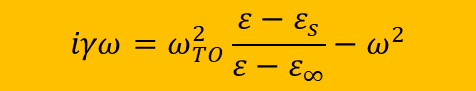 iγω = ω²_TO (ε − ε_s)/(ε − ε_∞) − ω²